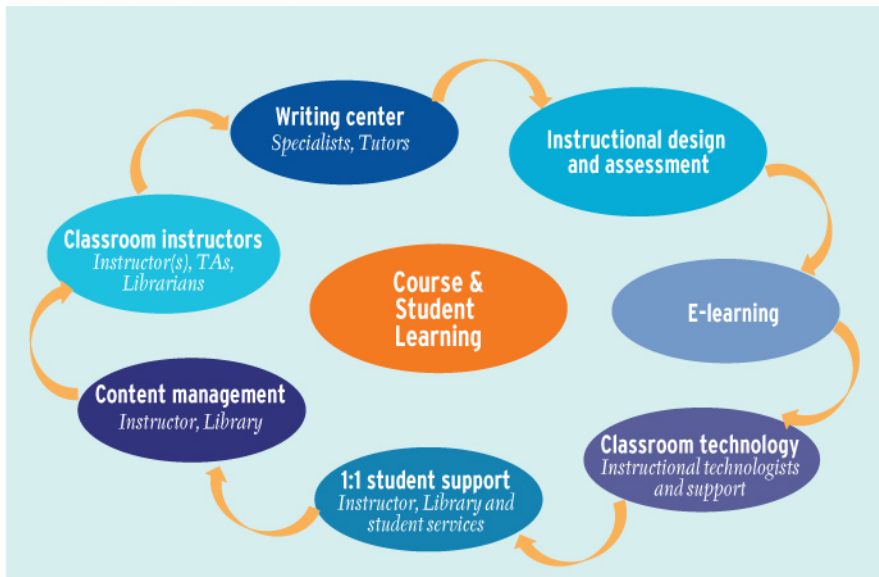 Writing center
Specialists, Tutors
Instructional design
and assessment
Classroom instructors
Instructor(s), TAs,
Librarians
Course &
Student
Learning
E-learning
Content management
Instructor, Library
Classroom technology
Instructional technologists
and support
1:1 student support
Instructor, Library and
student services